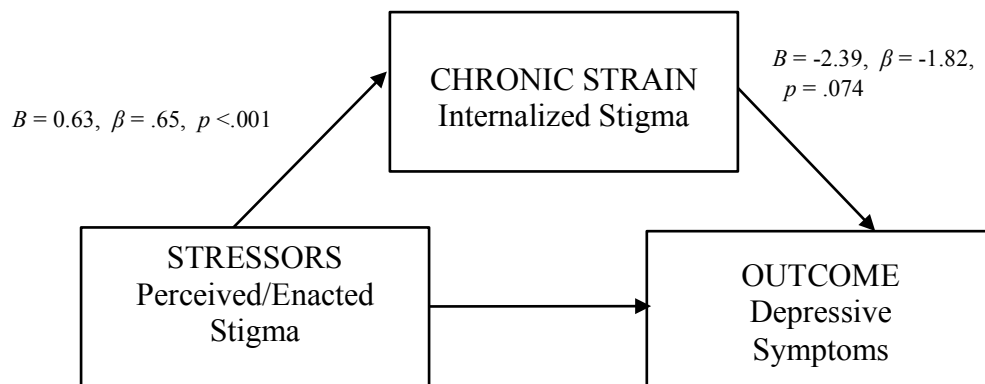 CHRONIC STRAIN
Internalized Stigma
B = -2.39, β = -1.82,
p = .074
B = 0.63, β = .65, p <.001
STRESSORS
Perceived/Enacted
Stigma
OUTCOME
Depressive
Symptoms